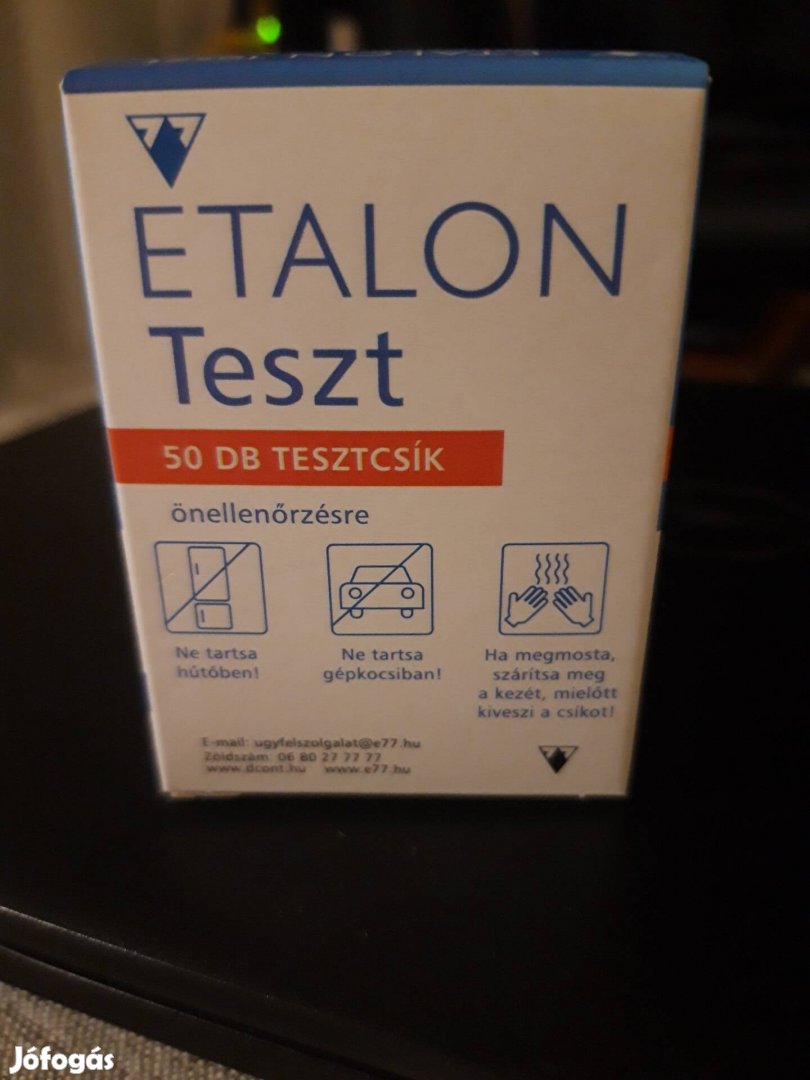 77
ETALON
Teszt
50 DB TESZTCSÍK
önellenőrzésre
Ne tartsa
hűtőben!
Ne tartsa
gépkocsiban!
Ha megmosta,
szárítsa meg
a kezét, mielőtt
kiveszi a csíkot!
E-mail: ugyfelszolgalat@e77.hu
Zöldszám: 06 80 27 77 77
www.dcont.hu www.e77.hu
Jófogás